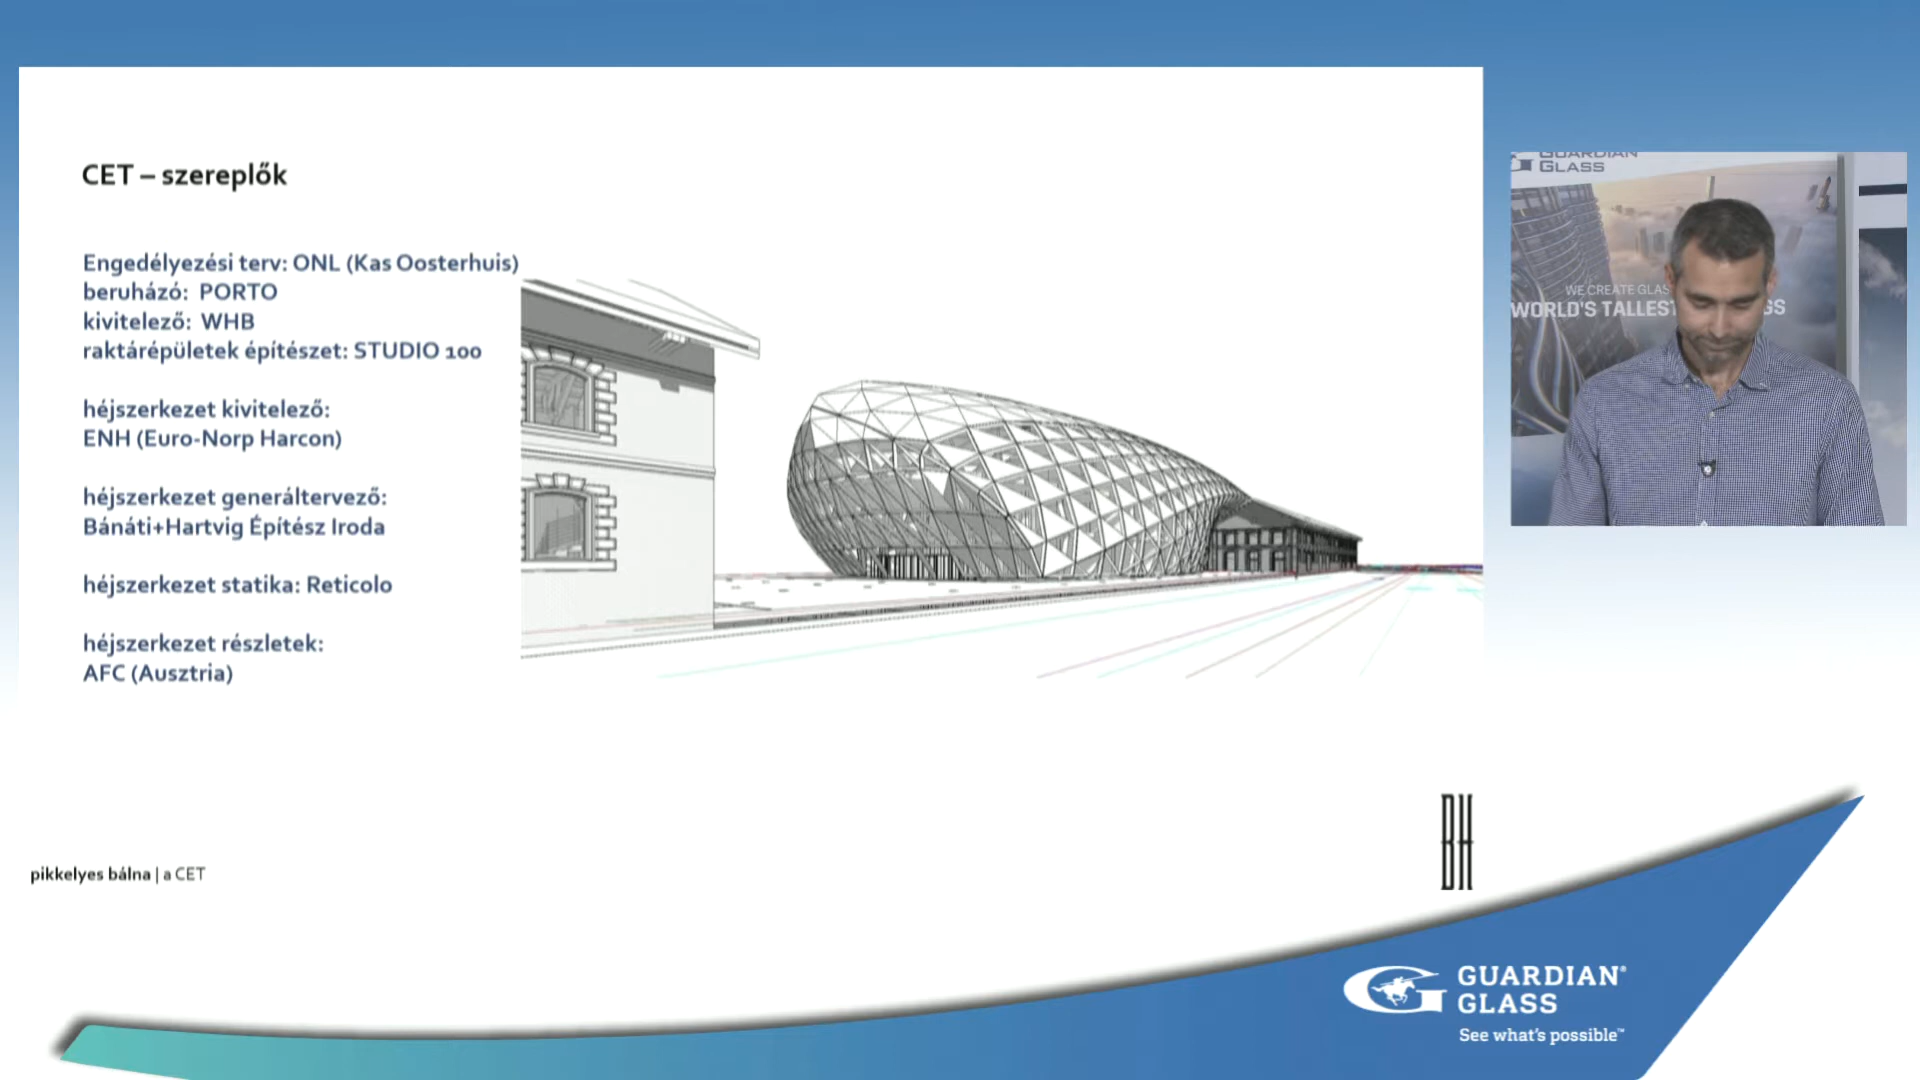 CET – szereplők
Engedélyezési terv: ONL (Kas Oosterhuis)
beruházó: PORTO
kivitelező: WHB
raktárépületek építészet: STUDIO 100
héjszerkezet kivitelező:
ENH (Euro-Norp Harcon)
héjszerkezet generáltervező:
Bánáti+Hartvig Építész Iroda
héjszerkezet statika: Reticolo
héjszerkezet részletek:
AFC (Ausztria)
pikkelyes bálna | a CET
BH
GUARDIAN
GLASS
WE CREATE GLAS
WORLD'S TALLEST GS
GUARDIAN®
GLASS
See what's possible™